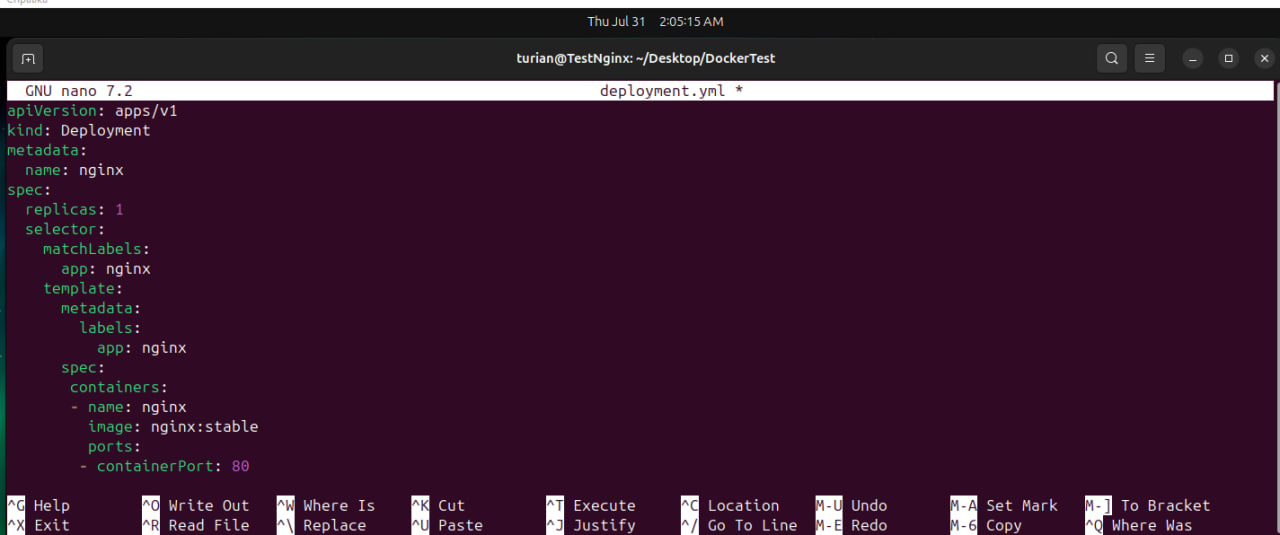 Thu Jul 31 2:05:15 AM
turian@TestNginx: ~/Desktop/DockerTest
GNU nano 7.2 deployment.yml *
apiVersion: apps/v1
kind: Deployment
metadata:
  name: nginx
spec:
  replicas: 1
  selector:
    matchLabels:
      app: nginx
    template:
      metadata:
        labels:
          app: nginx
      spec:
       containers:
       - name: nginx
         image: nginx:stable
         ports:
        - containerPort: 80
^G Help ^O Write Out ^W Where Is ^K Cut ^T Execute ^C Location M-U Undo M-A Set Mark M-] To Bracket
^X Exit ^R Read File ^\ Replace ^U Paste ^J Justify ^/ Go To Line M-E Redo M-6 Copy ^Q Where Was